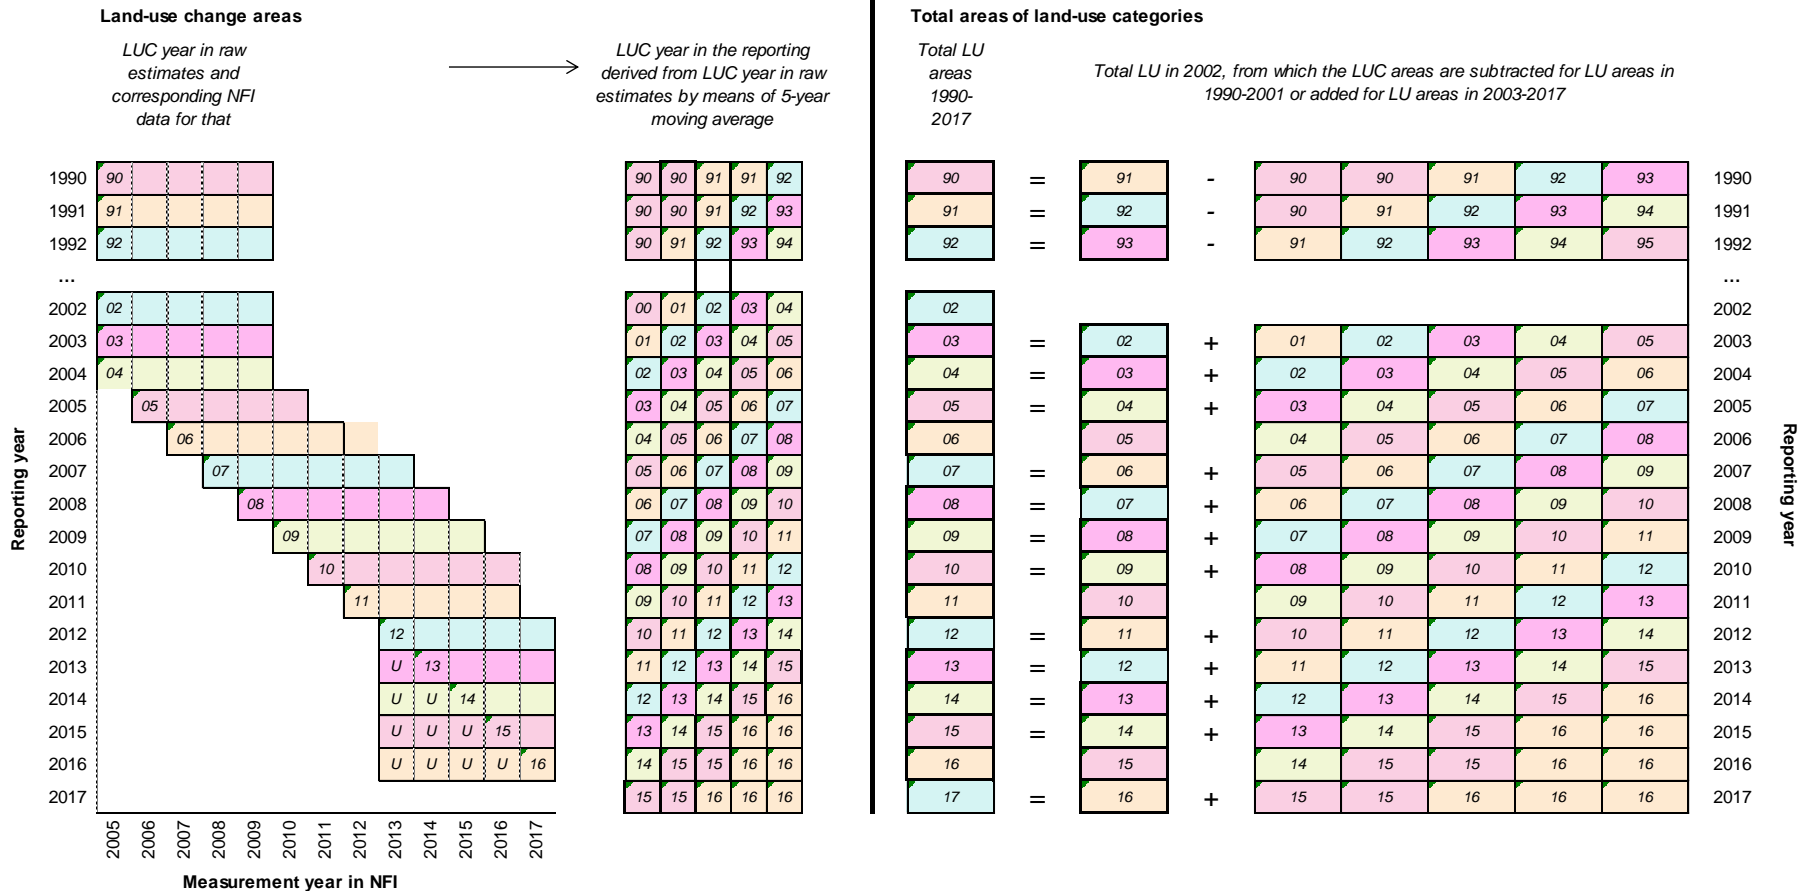 Land-use change areas
Total areas of land-use categories
LUC year in raw
estimates and
corresponding NFI
data for that
LUC year in the reporting
derived from LUC year in raw
estimates by means of 5-year
moving average
Total LU
areas
1990-
2017
Total LU in 2002, from which the LUC areas are subtracted for LU areas in
1990-2001 or added for LU areas in 2003-2017
1990 90 90 90 91 91 92 90 = 91 - 90 90 91 92 93 1990
1991 91 90 90 91 92 93 91 = 92 - 90 91 92 93 94 1991
1992 92 90 91 92 93 94 92 = 93 - 91 92 93 94 95 1992
... ...
2002 02 00 01 02 03 04 02 2002
2003 03 01 02 03 04 05 03 = 02 + 01 02 03 04 05 2003
2004 04 02 03 04 05 06 04 = 03 + 02 03 04 05 06 2004
2005 05 03 04 05 06 07 05 = 04 + 03 04 05 06 07 2005
2006 06 04 05 06 07 08 06 05 04 05 06 07 08 2006
2007 07 05 06 07 08 09 07 = 06 + 05 06 07 08 09 2007
2008 08 06 07 08 09 10 08 = 07 + 06 07 08 09 10 2008
2009 09 07 08 09 10 11 09 = 08 + 07 08 09 10 11 2009
2010 10 08 09 10 11 12 10 = 09 + 08 09 10 11 12 2010
2011 11 09 10 11 12 13 11 10 09 10 11 12 13 2011
2012 12 10 11 12 13 14 12 = 11 + 10 11 12 13 14 2012
2013 U 13 11 12 13 14 15 13 = 12 + 11 12 13 14 15 2013
2014 U U 14 12 13 14 15 16 14 = 13 + 12 13 14 15 16 2014
2015 U U U 15 13 14 15 16 16 15 = 14 + 13 14 15 16 16 2015
2016 U U U U 16 14 15 15 16 16 16 15 14 15 15 16 16 2016
2017 15 15 16 16 16 17 = 16 + 15 15 16 16 16 2017
Reporting year
Reporting year
2005 2006 2007 2008 2009 2010 2011 2012 2013 2014 2015 2016 2017
Measurement year in NFI